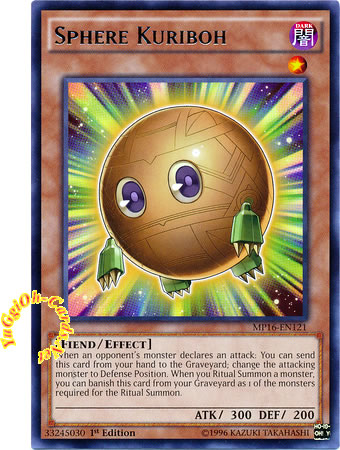 SPHERE KURIBOH
DARK
闇
MP16-EN121
[FIEND/EFFECT]
When an opponent's monster declares an attack: You can send
this card from your hand to the Graveyard; change the attacking
monster to Defense Position. When you Ritual Summon a monster,
you can banish this card from your Graveyard as 1 of the monsters
required for the Ritual Summon.
ATK/ 300 DEF/ 200
33245030 1st Edition ©1996 KAZUKI TAKAHASHI